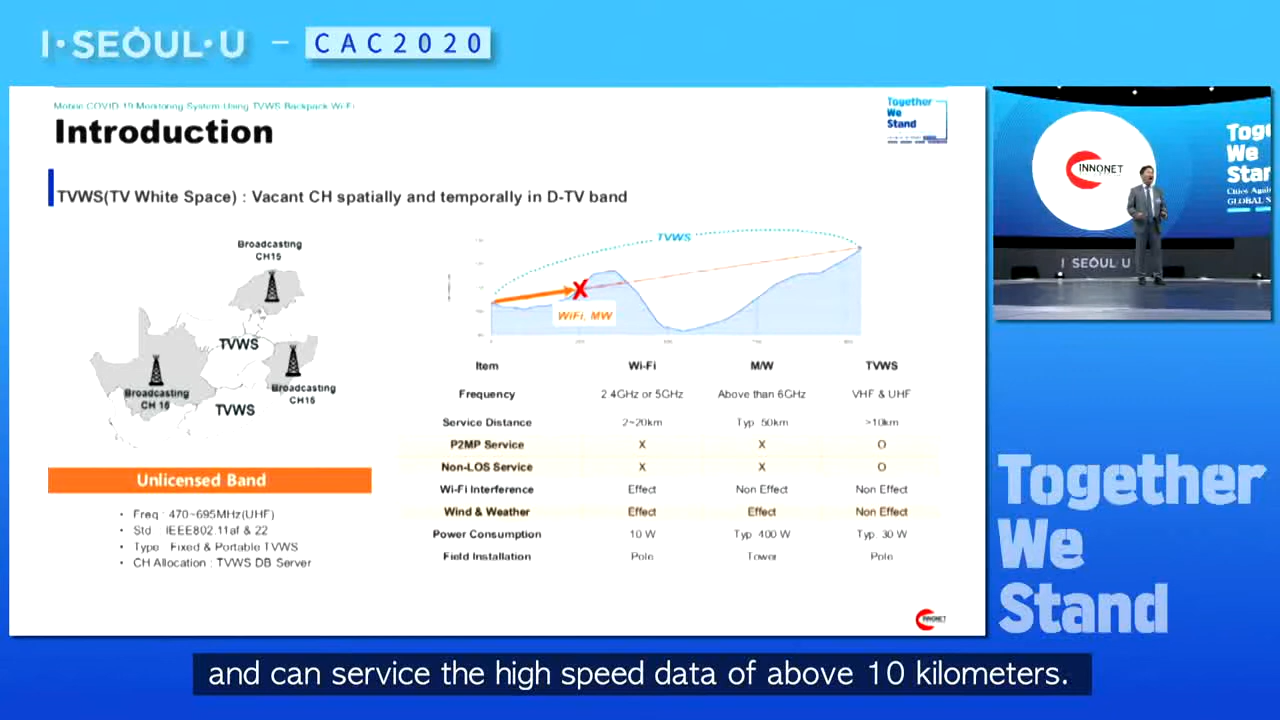 I·SEOUL·U – CAC2020
Motion COVID-19 Monitoring System Using TVWS Backpack Wi-Fi
Introduction
Together
We
Stand
TVWS(TV White Space) : Vacant CH spatially and temporally in D-TV band
Broadcasting
CH15
TVWS
Broadcasting
CH 16
Broadcasting
CH15
TVWS
Unlicensed Band
• Freq : 470~695MHz(UHF)
• Std IEEE802.11af & 22
• Type Fixed & Portable TVWS
• CH Allocation : TVWS DB Server
TVWS
X
WiFi, MW
Item Wi-Fi M/W TVWS
Frequency 2 4GHz or 5GHz Above than 6GHz VHF & UHF
Service Distance 2~20km Typ 50km >10km
P2MP Service X X O
Non-LOS Service X X O
Wi-Fi Interference Effect Non Effect Non Effect
Wind & Weather Effect Effect Non Effect
Power Consumption 10 W Typ 400 W Typ. 30 W
Field Installation Pole Tower Pole
INNONET
INNONET
Tog
We
Star
Cities Agai
GLOBAL S
I SEOUL U
Together
We
Stand
and can service the high speed data of above 10 kilometers.